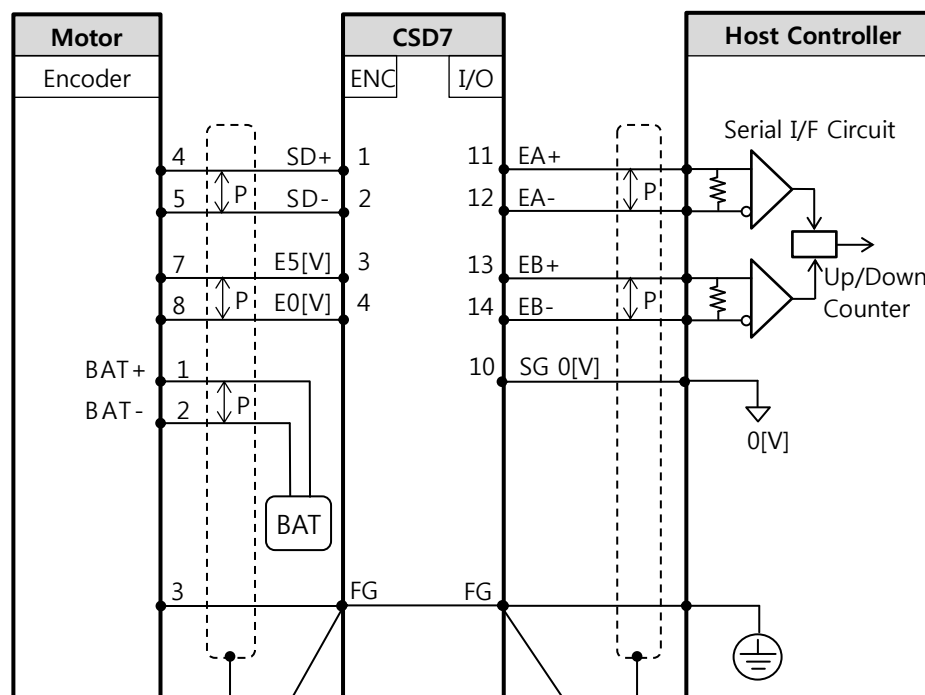 Motor CSD7 Host Controller
Encoder ENC I/O
Serial I/F Circuit
4 SD+ 1 11 EA+
P P
5 SD- 2 12 EA-
7 E5[V] 3 13 EB+
P P Up/Down
8 E0[V] 4 14 EB- Counter
BAT+ 1 10 SG 0[V]
P
BAT- 2
0[V]
BAT
3 FG FG